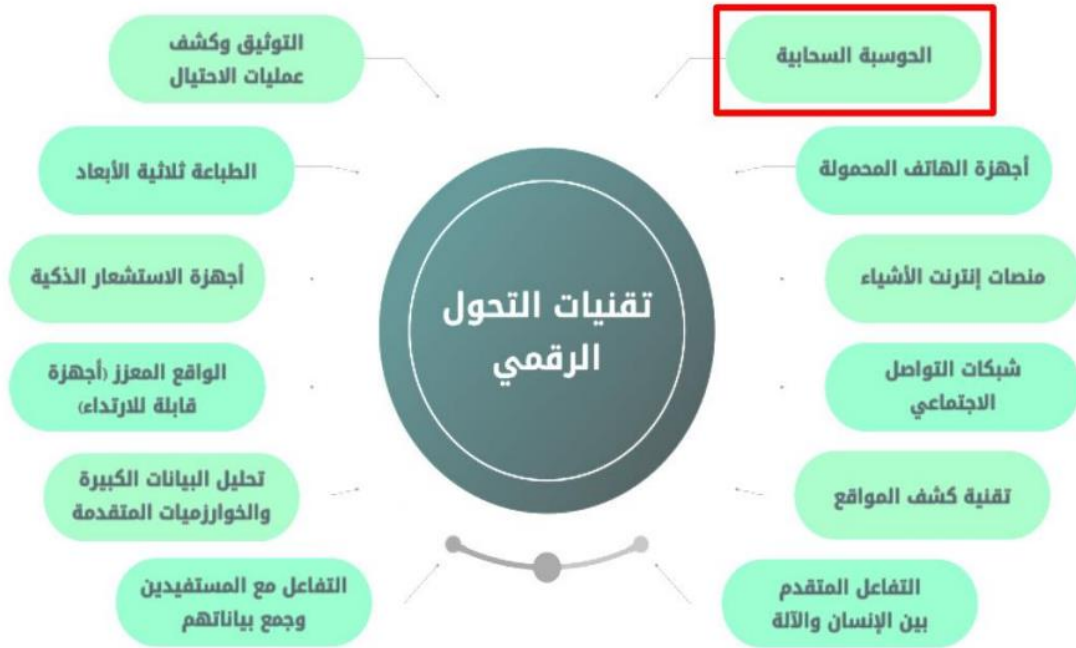 الحوسبة السحابية
أجهزة الهاتف المحمولة
منصات إنترنت الأشياء
شبكات التواصل
الاجتماعي
تقنية كشف المواقع
التفاعل المتقدم
بين الإنسان والآلة
تقنيات التحول
الرقمي
التوثيق وكشف
عمليات الاحتيال
الطباعة ثلاثية الأبعاد
أجهزة الاستشعار الذكية
الواقع المعزز (أجهزة
قابلة للارتداء)
تحليل البيانات الكبيرة
والخوارزميات المتقدمة
التفاعل مع المستفيدين
وجمع بياناتهم